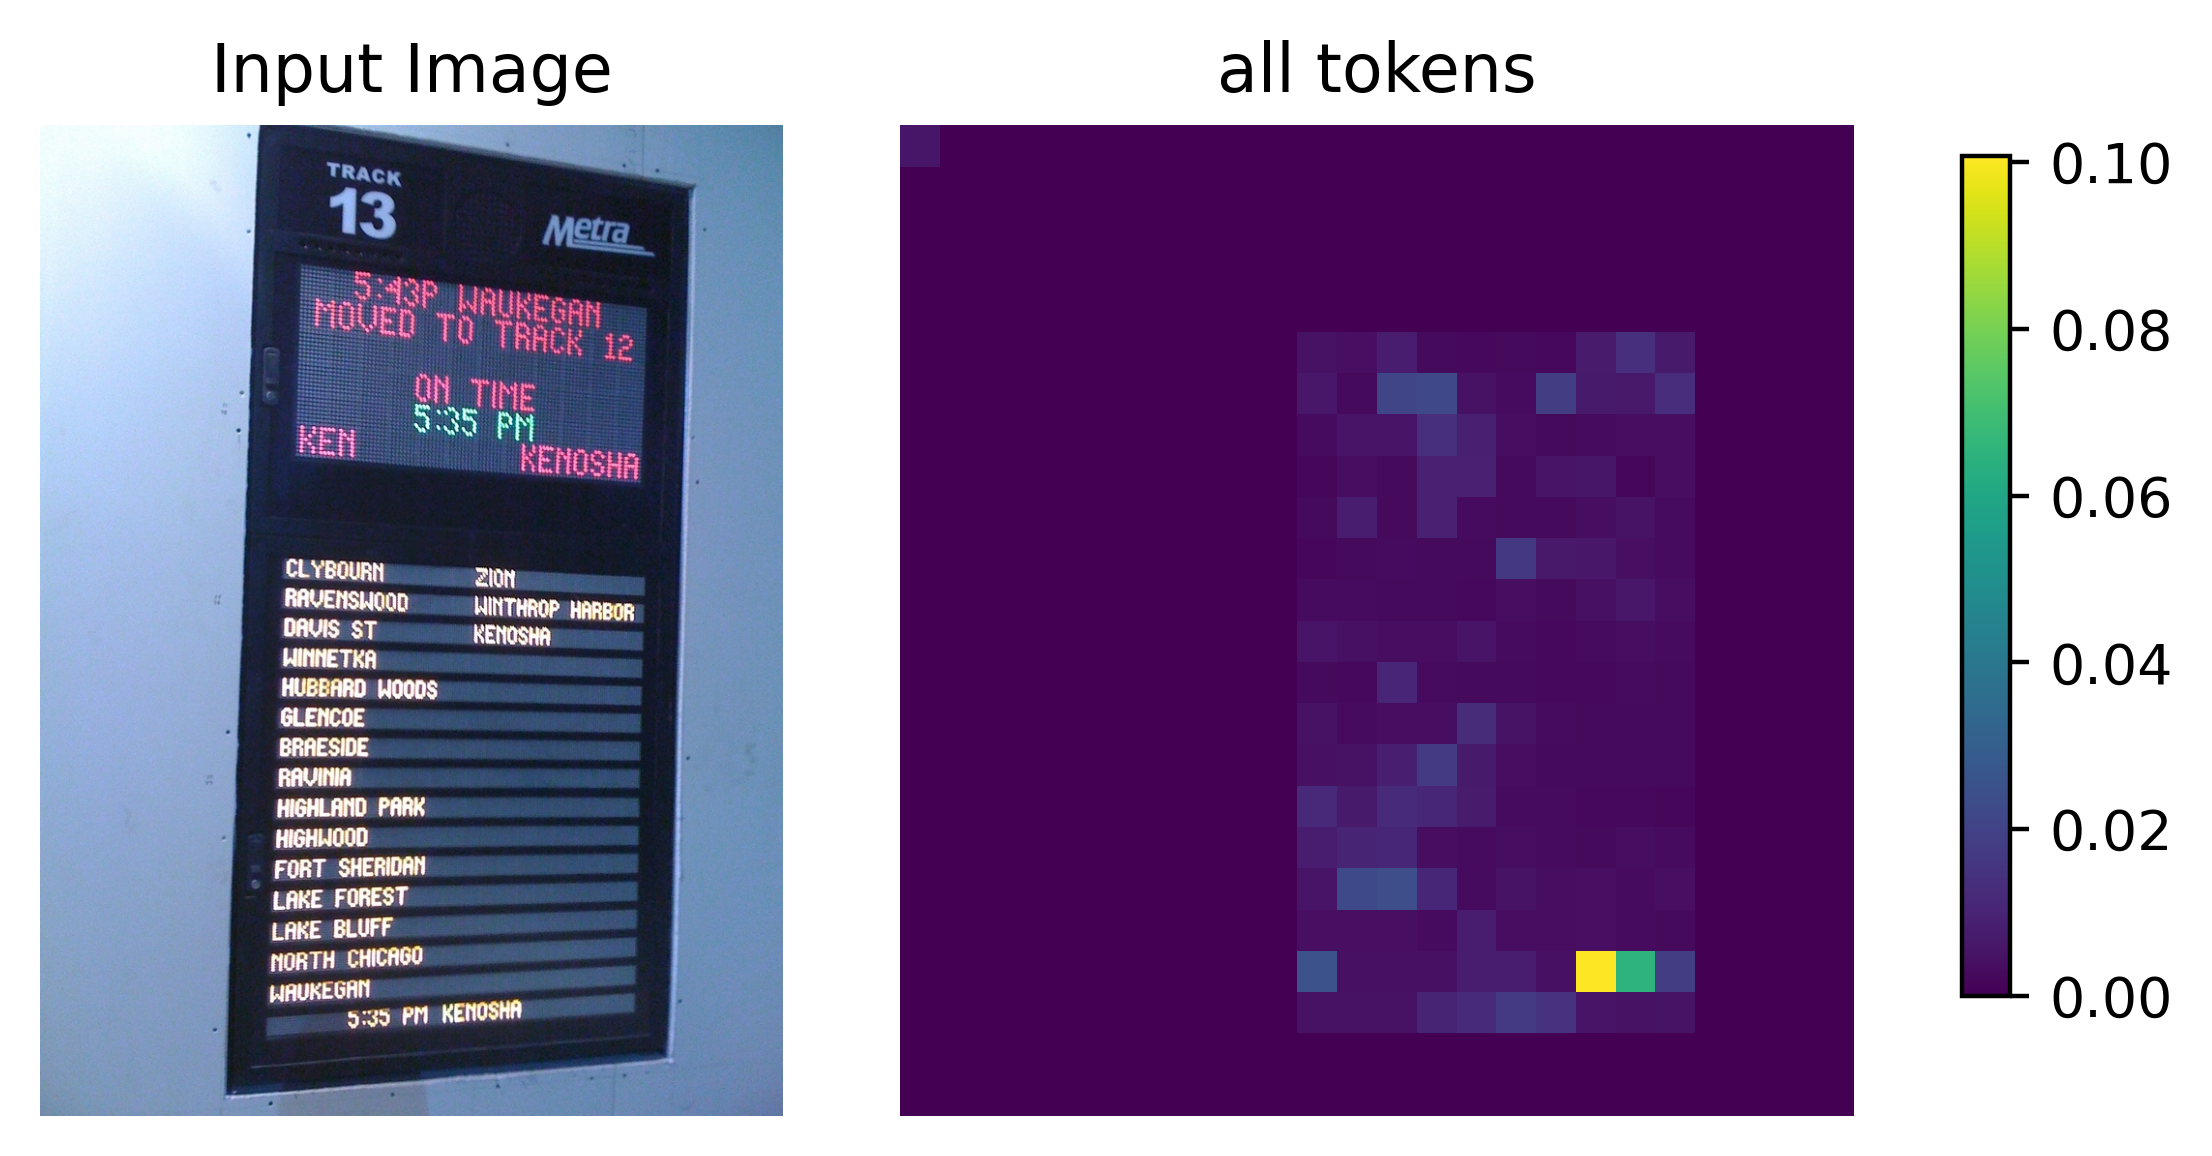 Input Image
all tokens
TRACK
13
Metra
5:43P WAUKEGAN
MOVED TO TRACK 12
ON TIME
5:35 PM
KEN KENOSHA
CLYBOURN ZION
RAVENSWOOD WINTHROP HARBOR
DAVIS ST KENOSHA
WINNETKA
HUBBARD WOODS
GLENCOE
BRAESIDE
RAVINIA
HIGHLAND PARK
HIGHWOOD
FORT SHERIDAN
LAKE FOREST
LAKE BLUFF
NORTH CHICAGO
WAUKEGAN
5:35 PM KENOSHA
0.10
0.08
0.06
0.04
0.02
0.00